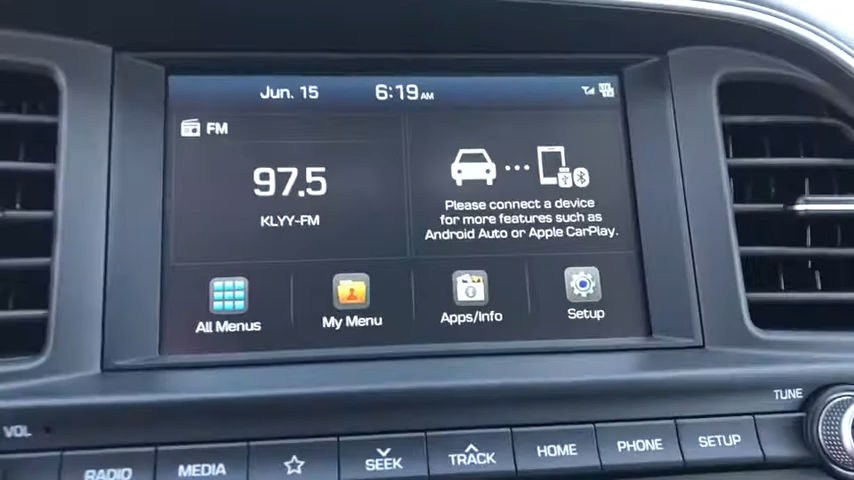 Jun. 15
6:19 AM
FM
97.5
KLYY-FM
Please connect a device
for more features such as
Android Auto or Apple CarPlay.
All Menus
My Menu
Apps/Info
Setup
TUNE
VOL
RADIO
MEDIA
SEEK
TRACK
HOME
PHONE
SETUP